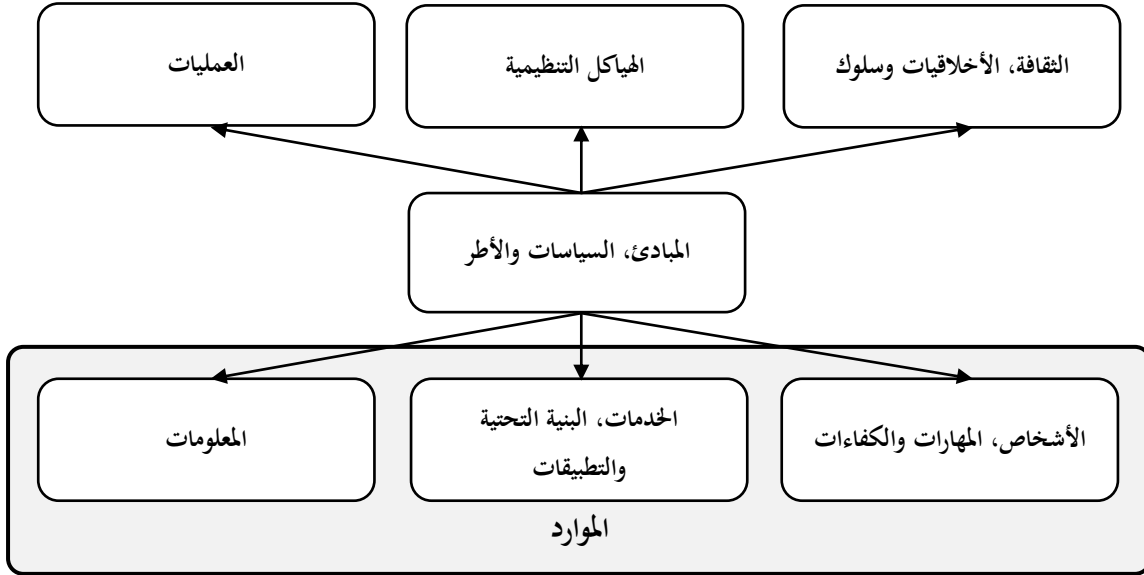 الثقافة، الأخلاقيات وسلوك
الهياكل التنظيمية
العمليات
المبادئ، السياسات والأطر
الأشخاص، المهارات والكفاءات
الخدمات، البنية التحتية
والتطبيقات
المعلومات
الموارد